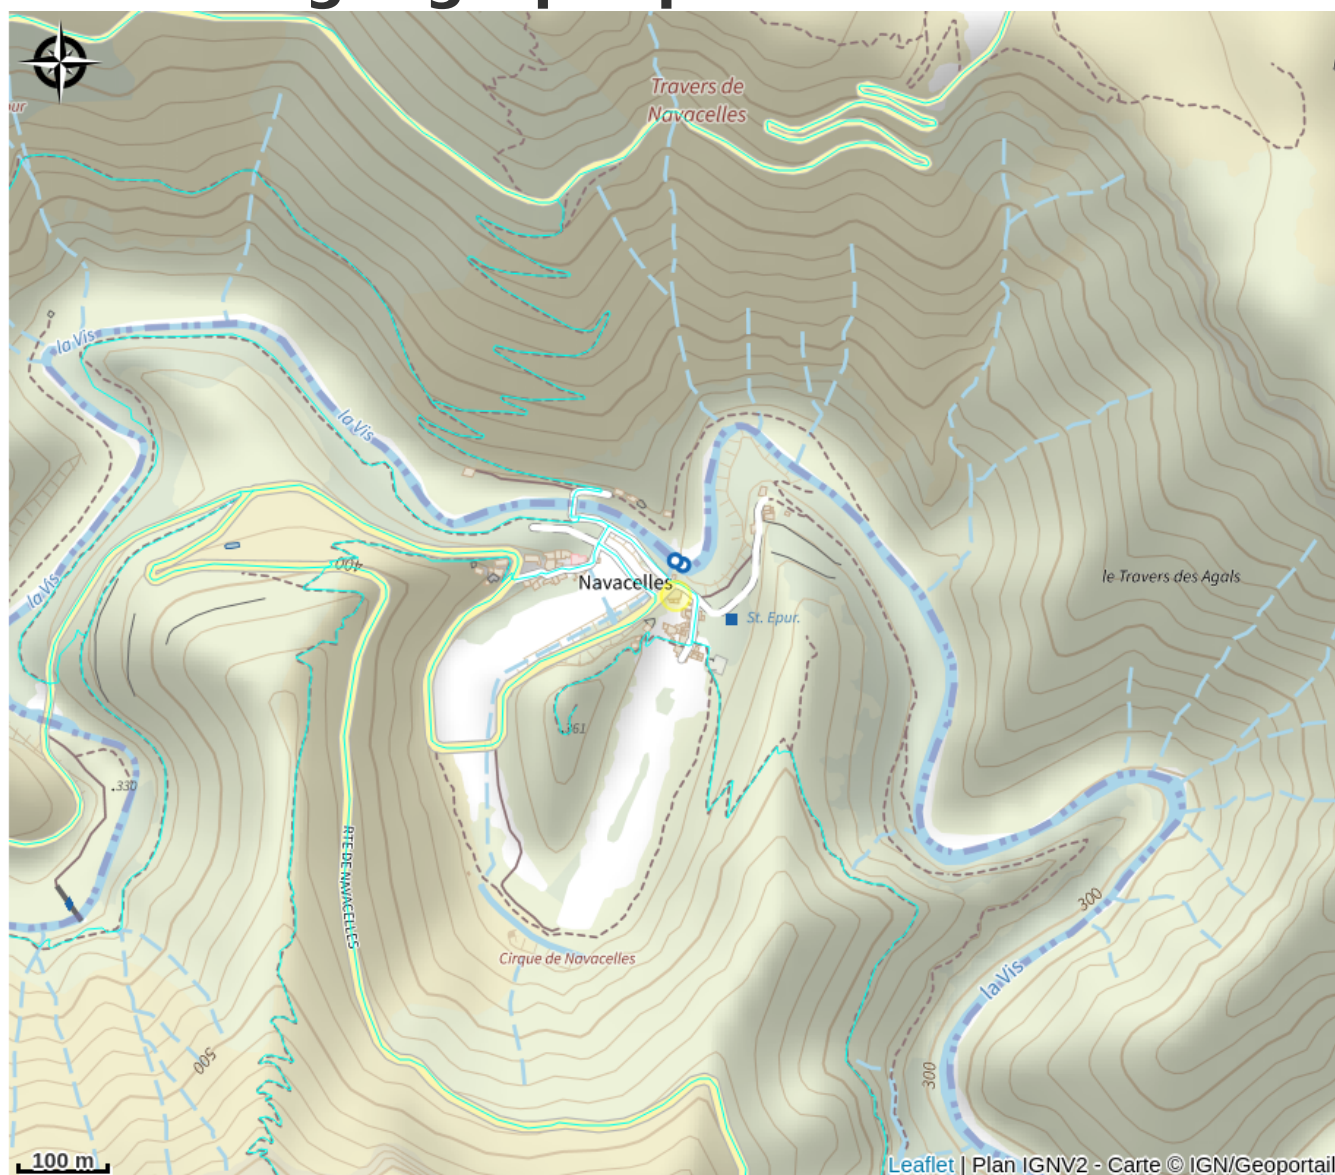 Travers de
Navacelles
our
la Vis
la Vis
400
Navacelles
le Travers des Agals
la Vis
St. Epur.
.361
.330
RTE DE NAVACELLES
300
Cirque de Navacelles
la Vis
500
300
100 m
Leaflet | Plan IGNV2 - Carte © IGN/Geoportail